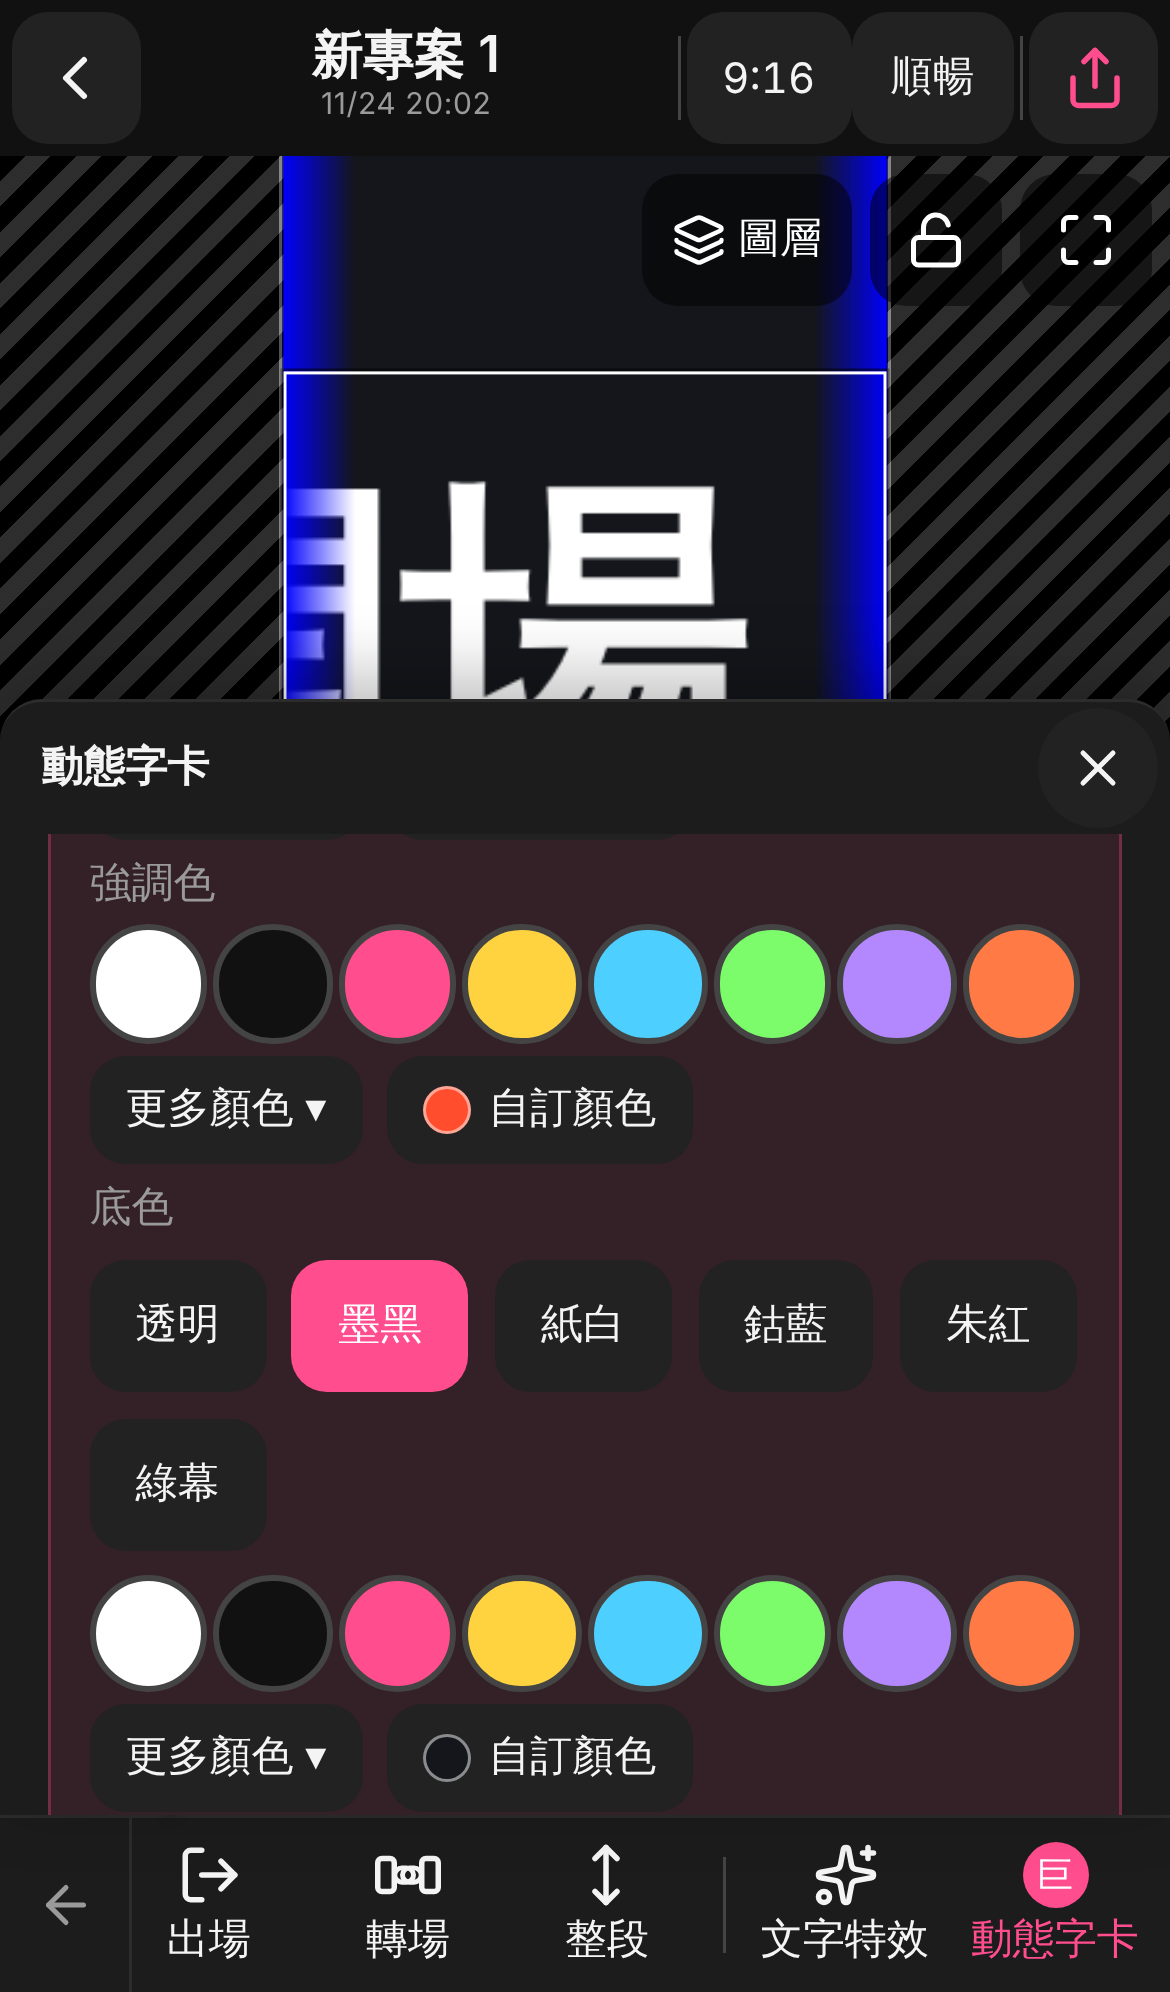 新專案 1
11/24 20:02
9:16
順暢
圖層
場
動態字卡
強調色
更多顏色 ▾
自訂顏色
底色
透明
墨黑
紙白
鈷藍
朱紅
綠幕
更多顏色 ▾
自訂顏色
出場
轉場
整段
文字特效
巨
動態字卡